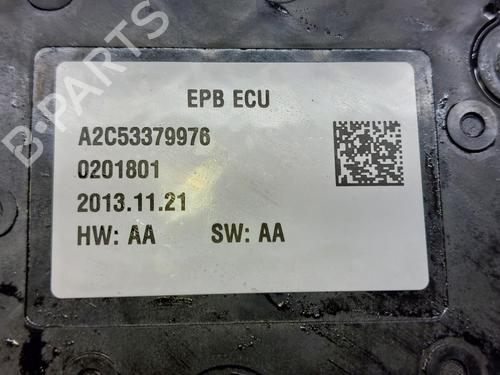 EPB ECU
A2C53379976
0201801
2013.11.21
HW: AA SW: AA
B-PARTS